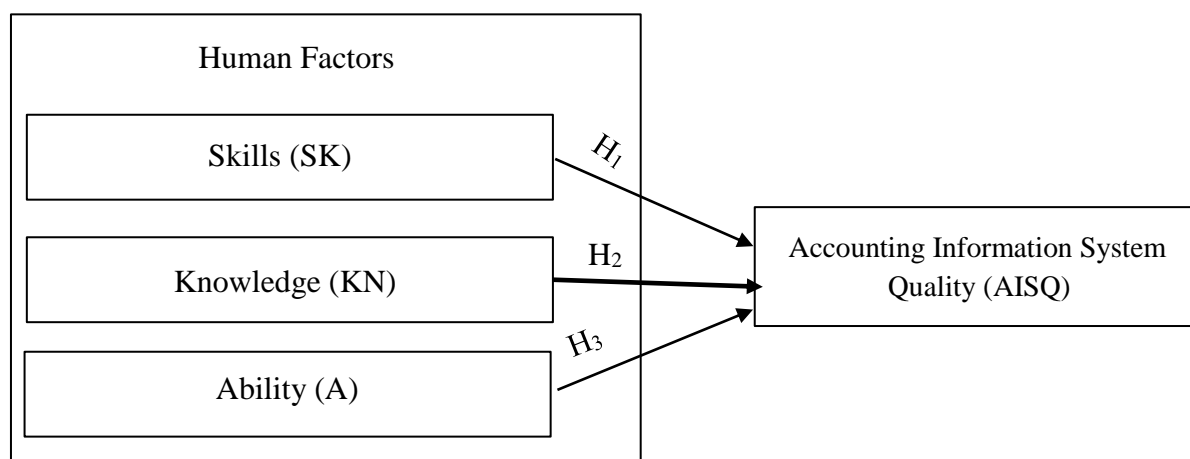 Human Factors
Skills (SK)
H1
Knowledge (KN)
H2
Ability (A)
H3
Accounting Information System
Quality (AISQ)